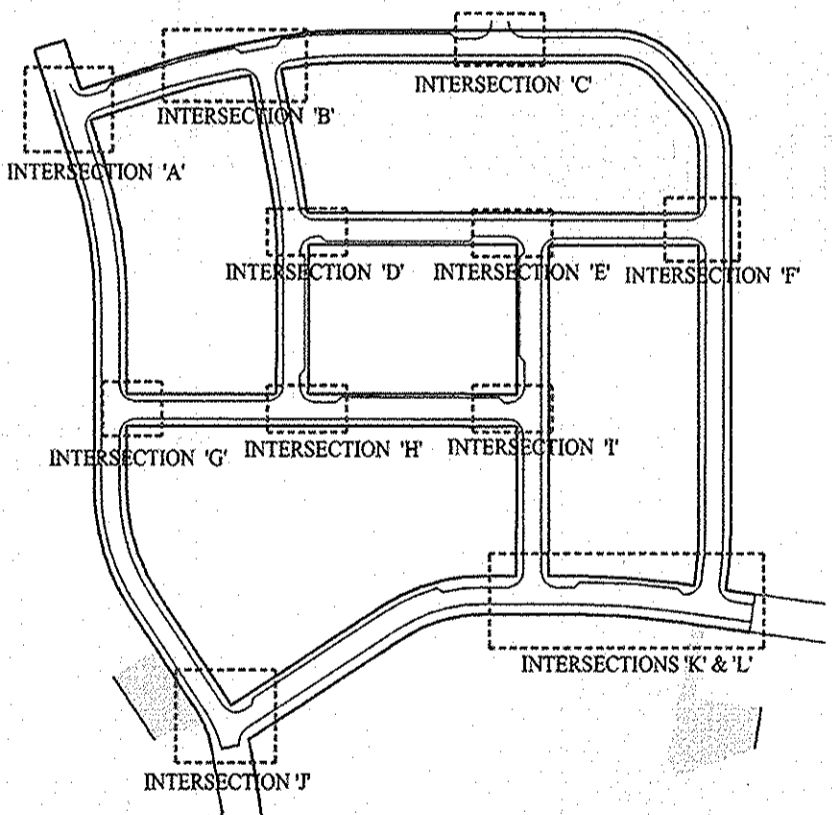 INTERSECTION 'C'
INTERSECTION 'B'
INTERSECTION 'A'
INTERSECTION 'D'
INTERSECTION 'E'
INTERSECTION 'F'
INTERSECTION 'G'
INTERSECTION 'H'
INTERSECTION 'I'
INTERSECTIONS 'K' & 'L'
INTERSECTION 'J'